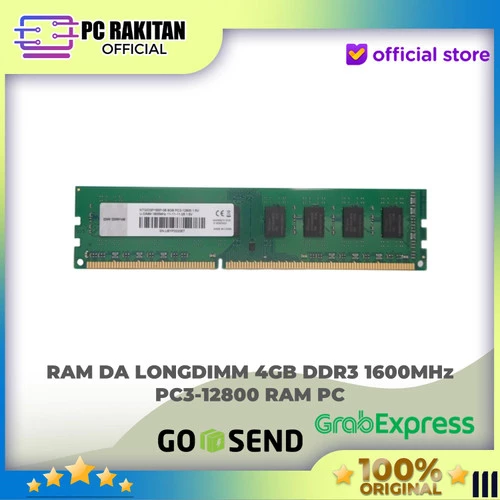 PC RAKITAN
OFFICIAL
official store
RAM DA LONGDIMM 4GB DDR3 1600MHz
PC3-12800 RAM PC
GO SEND
GrabExpress
100%
ORIGINAL